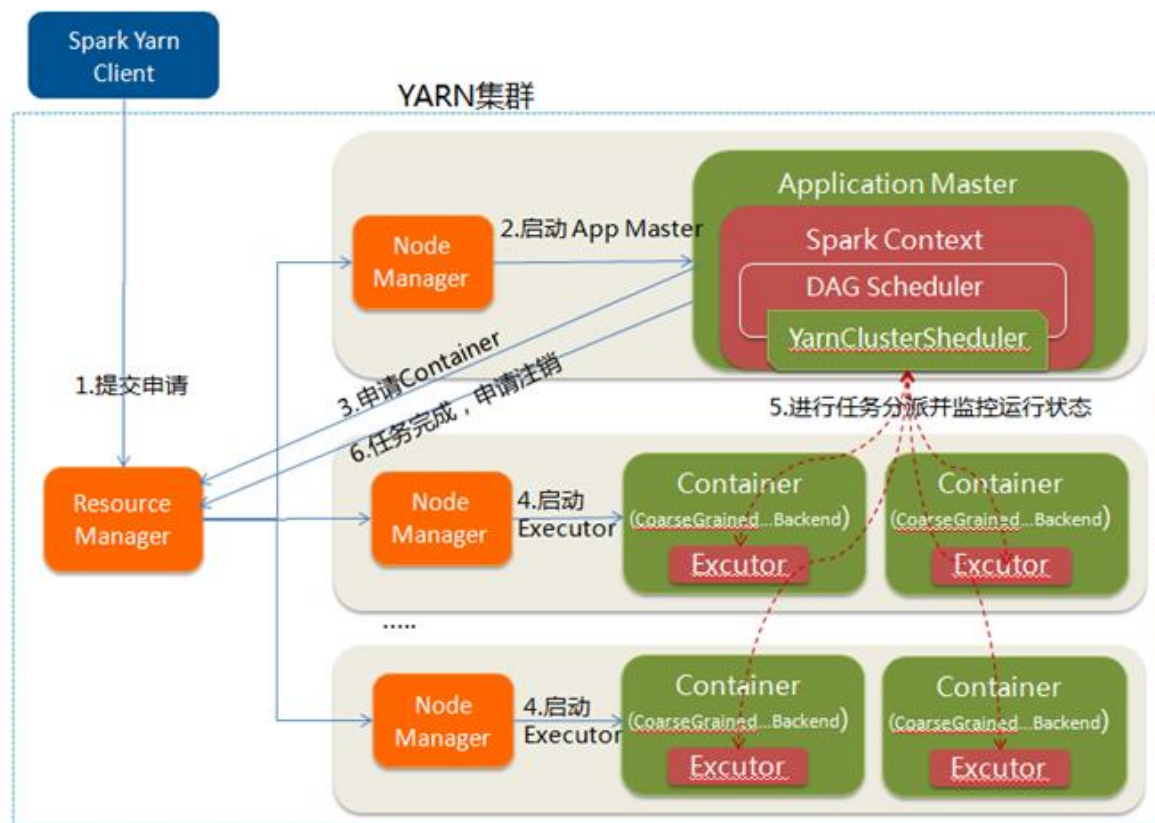 Spark Yarn
Client
YARN集群
Application Master
2.启动 App Master
Node
Manager
Spark Context
DAG Scheduler
YarnClusterSheduler
1.提交申请
3.申请Container
6.任务完成，申请注销
5.进行任务分派并监控运行状态
Resource
Manager
Node
Manager
4.启动
Executor
Container
(CoarseGrained...Backend)
Excutor
Container
(CoarseGrained...Backend)
Excutor
.....
Node
Manager
4.启动
Executor
Container
(CoarseGrained...Backend)
Excutor
Container
(CoarseGrained...Backend)
Excutor